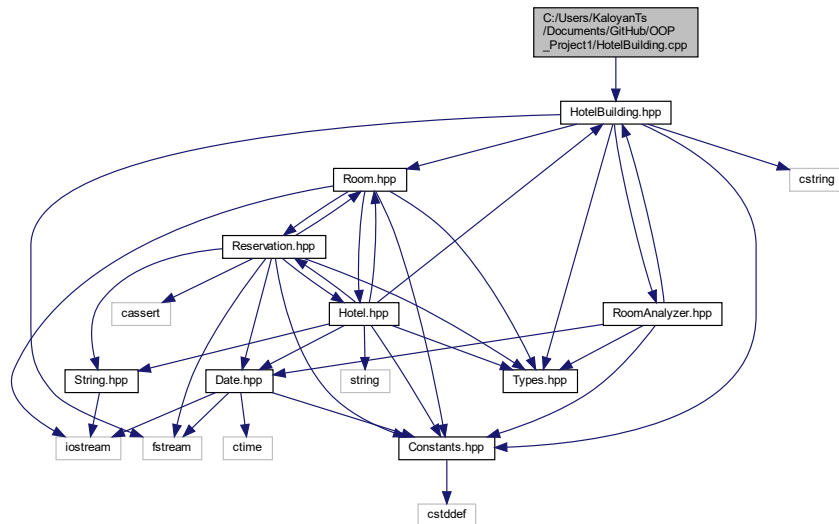 C:/Users/KaloyanTs
/Documents/GitHub/OOP
_Project1/HotelBuilding.cpp
HotelBuilding.hpp
Room.hpp
cstring
Reservation.hpp
cassert
Hotel.hpp
RoomAnalyzer.hpp
String.hpp
Date.hpp
string
Types.hpp
iostream
fstream
ctime
Constants.hpp
cstddef